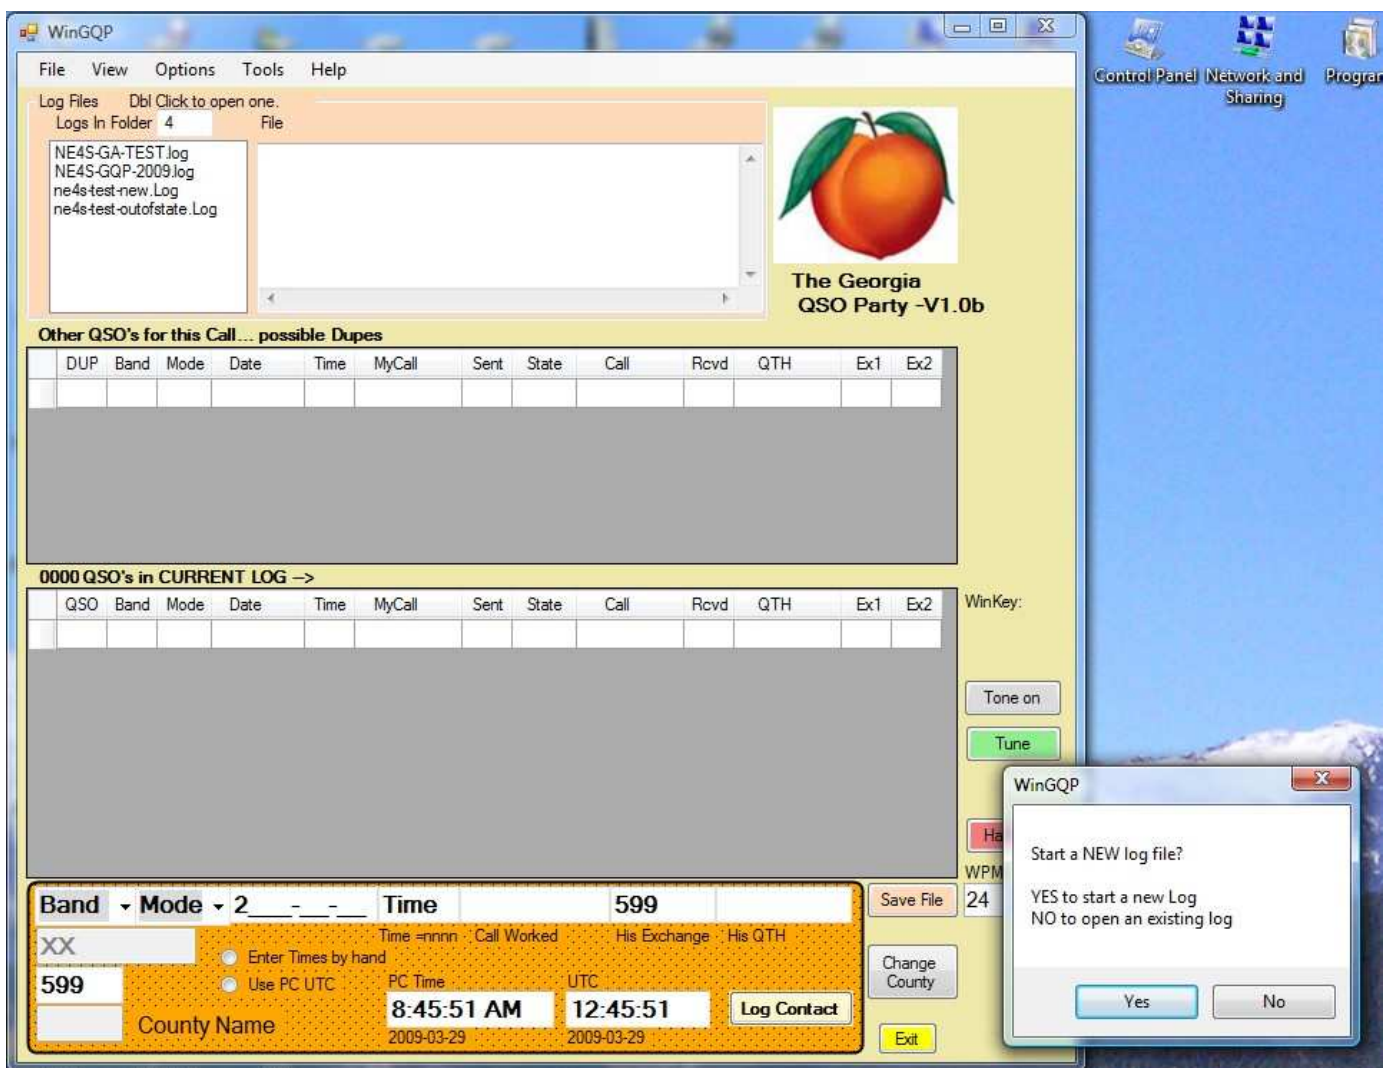 WinGQP
File View Options Tools Help
Control Panel Network and Sharing
Log Files Dbl Click to open one.
Logs In Folder 4 File
NE4S-GA-TEST.log
NE4S-GQP-2009.log
ne4s-test-new.Log
ne4s-test-outofstate.Log
The Georgia
QSO Party -V1.0b
Other QSO's for this Call... possible Dupes
DUP Band Mode Date Time MyCall Sent State Call Rcvd QTH Ex1 Ex2
0000 QSO's in CURRENT LOG -->
QSO Band Mode Date Time MyCall Sent State Call Rcvd QTH Ex1 Ex2
WinKey:
Tone on
Tune
WPM
24
Band Mode 2___-__-__ Time 599
Time =nnnn Call Worked His Exchange His QTH
XX
Enter Times by hand
599
Use PC UTC
PC Time UTC
8:45:51 AM 12:45:51
2009-03-29 2009-03-29
County Name
Log Contact
Save File
Change
County
Exit
WinGQP
Start a NEW log file?
YES to start a new Log
NO to open an existing log
Yes No